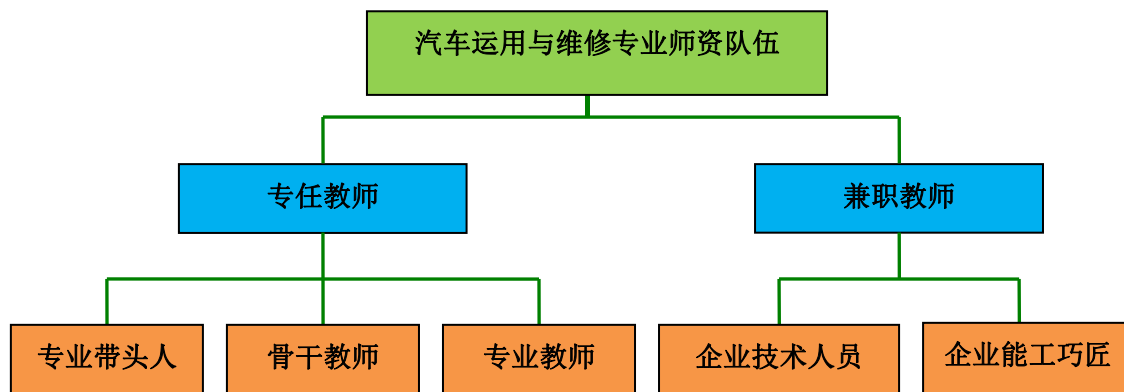 汽车运用与维修专业师资队伍
专任教师
兼职教师
专业带头人
骨干教师
专业教师
企业技术人员
企业能工巧匠